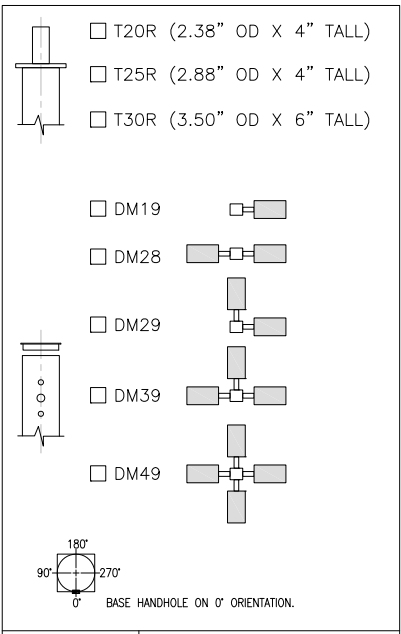 T20R (2.38" OD X 4" TALL)
T25R (2.88" OD X 4" TALL)
T30R (3.50" OD X 6" TALL)
DM19
DM28
DM29
DM39
DM49
180°
90° 270°
0° BASE HANDHOLE ON 0° ORIENTATION.